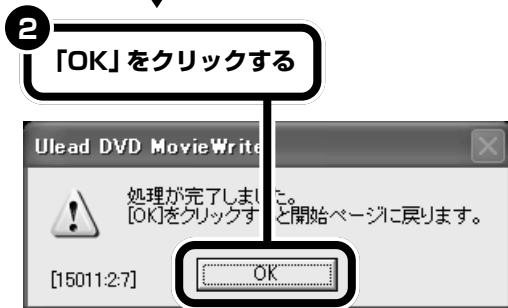 2
「OK」をクリックする
Ulead DVD MovieWrite
処理が完了しました。
[OK]をクリックすと開始ページに戻ります。
[15011:2:7]
OK